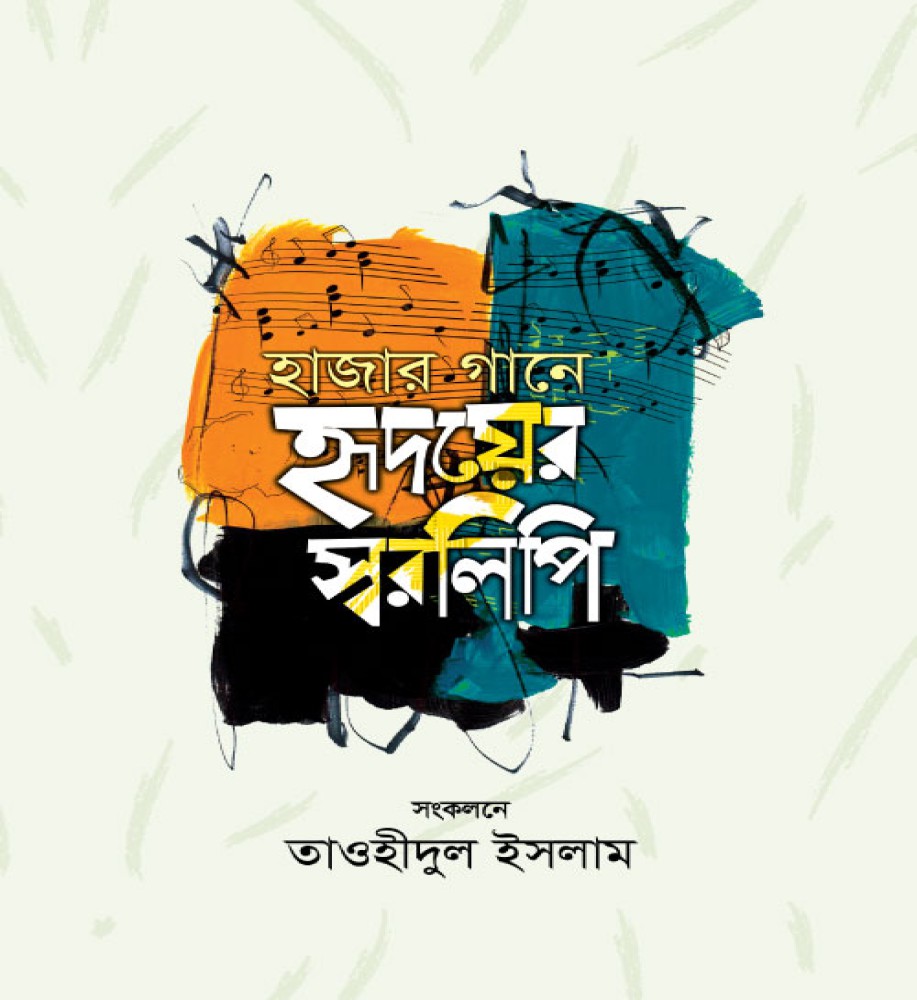 হাজার গানে
হৃদয়ের
স্বরলিপি
সংকলনে
তাওহীদুল ইসলাম